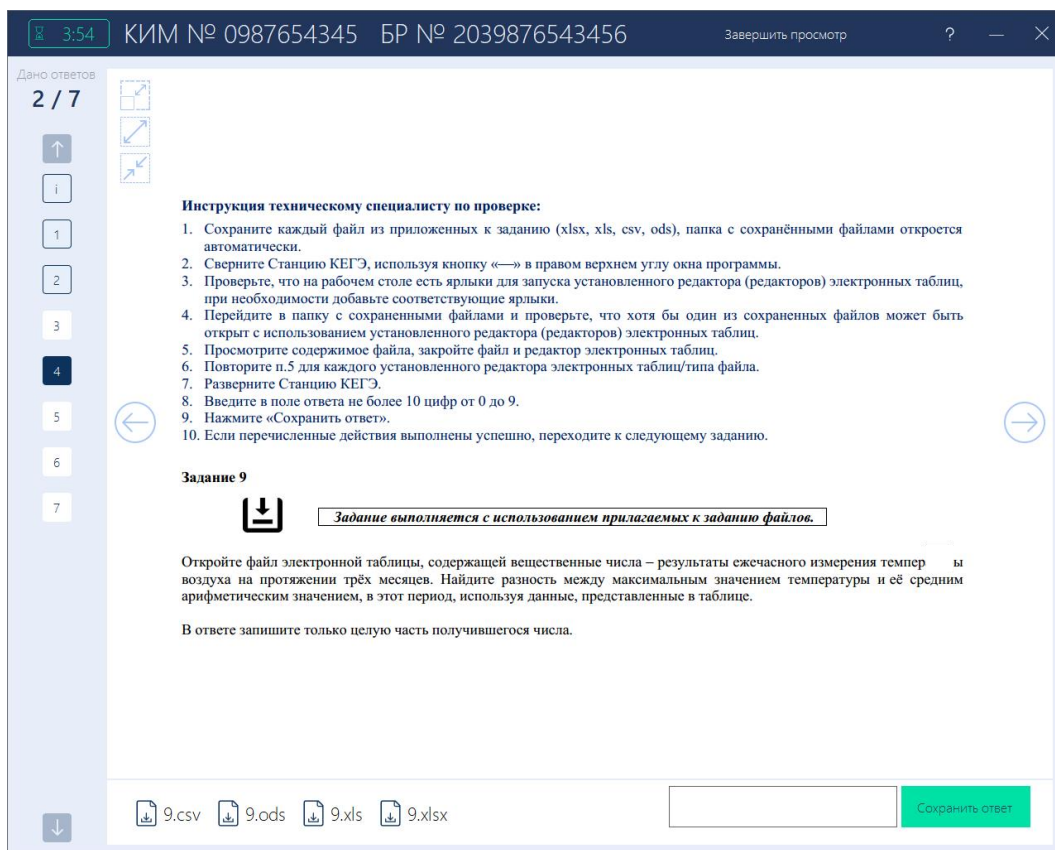 3:54 КИМ № 0987654345 БР № 2039876543456 Завершить просмотр ? —
Дано ответов
2 / 7
i
1
2
3
4
5
6
7
Инструкция техническому специалисту по проверке:
1. Сохраните каждый файл из приложенных к заданию (xlsx, xls, csv, ods), папка с сохранёнными файлами откроется
автоматически.
2. Сверните Станцию КЕГЭ, используя кнопку «—» в правом верхнем углу окна программы.
3. Проверьте, что на рабочем столе есть ярлыки для запуска установленного редактора (редакторов) электронных таблиц,
при необходимости добавьте соответствующие ярлыки.
4. Перейдите в папку с сохраненными файлами и проверьте, что хотя бы один из сохраненных файлов может быть
открыт с использованием установленного редактора (редакторов) электронных таблиц.
5. Просмотрите содержимое файла, закройте файл и редактор электронных таблиц.
6. Повторите п.5 для каждого установленного редактора электронных таблиц/типа файла.
7. Разверните Станцию КЕГЭ.
8. Введите в поле ответа не более 10 цифр от 0 до 9.
9. Нажмите «Сохранить ответ».
10. Если перечисленные действия выполнены успешно, переходите к следующему заданию.
Задание 9
Задание выполняется с использованием прилагаемых к заданию файлов.
Откройте файл электронной таблицы, содержащей вещественные числа – результаты ежечасного измерения темпер ы
воздуха на протяжении трёх месяцев. Найдите разность между максимальным значением температуры и её средним
арифметическим значением, в этот период, используя данные, представленные в таблице.
В ответе запишите только целую часть получившегося числа.
9.csv 9.ods 9.xls 9.xlsx Сохранить ответ